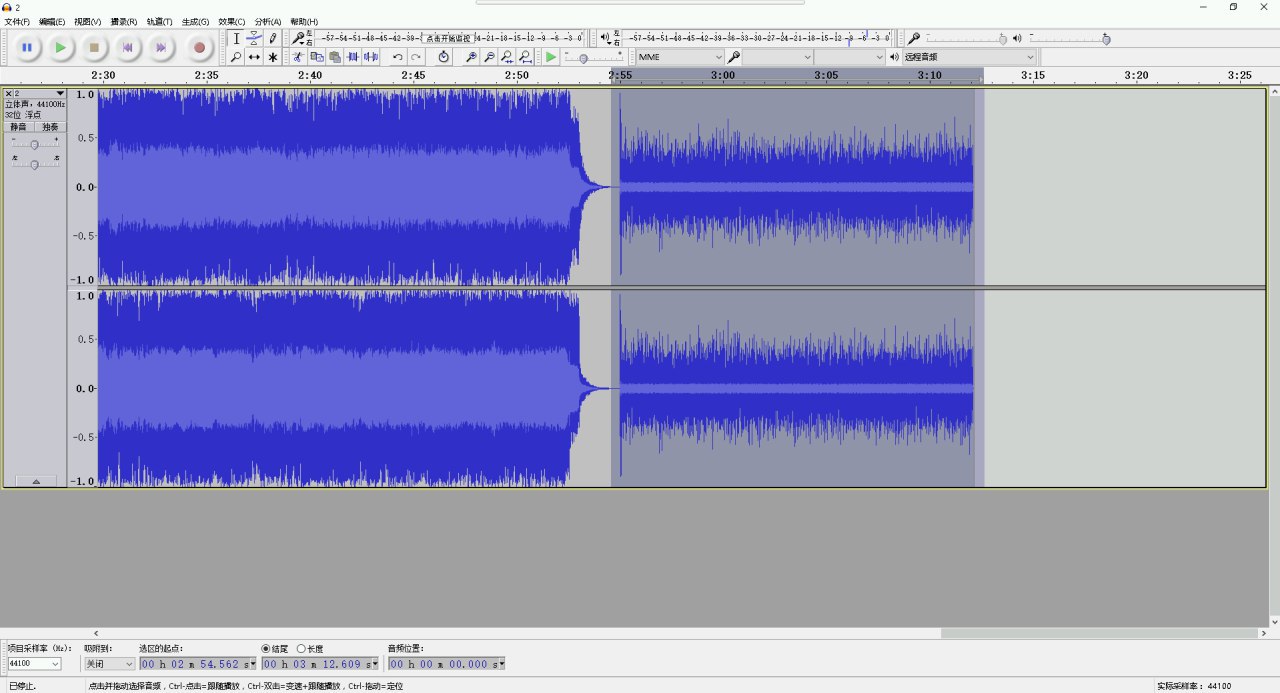 2
文件(F) 编辑(E) 视图(V) 播录(R) 轨道(T) 生成(G) 效果(C) 分析(A) 帮助(H)
左 右 -57-54-51-48-45-42-39- 点击开始监控 -24-21-18-15-12 -9 -6 -3 0
左 右 -57-54-51-48-45-42-39-36-33-30-27-24-21-18-15-12 -9 -6 -3 0
MME
远程音频
2:30 2:35 2:40 2:45 2:50 2:55 3:00 3:05 3:10 3:15 3:20 3:25
2
立体声，44100Hz
32位 浮点
静音 独奏
- +
左 右
1.0
0.5
0.0
-0.5
-1.0
1.0
0.5
0.0
-0.5
-1.0
项目采样率 (Hz)： 吸附到： 选区的起点： 结尾 长度 音频位置：
44100 关闭 00 h 02 m 54.562 s 00 h 03 m 12.609 s 00 h 00 m 00.000 s
已停止. 点击并拖动选择音频，Ctrl-点击=跟随播放，Ctrl-双击=变速+跟随播放，Ctrl-拖动=定位 实际采样率：44100